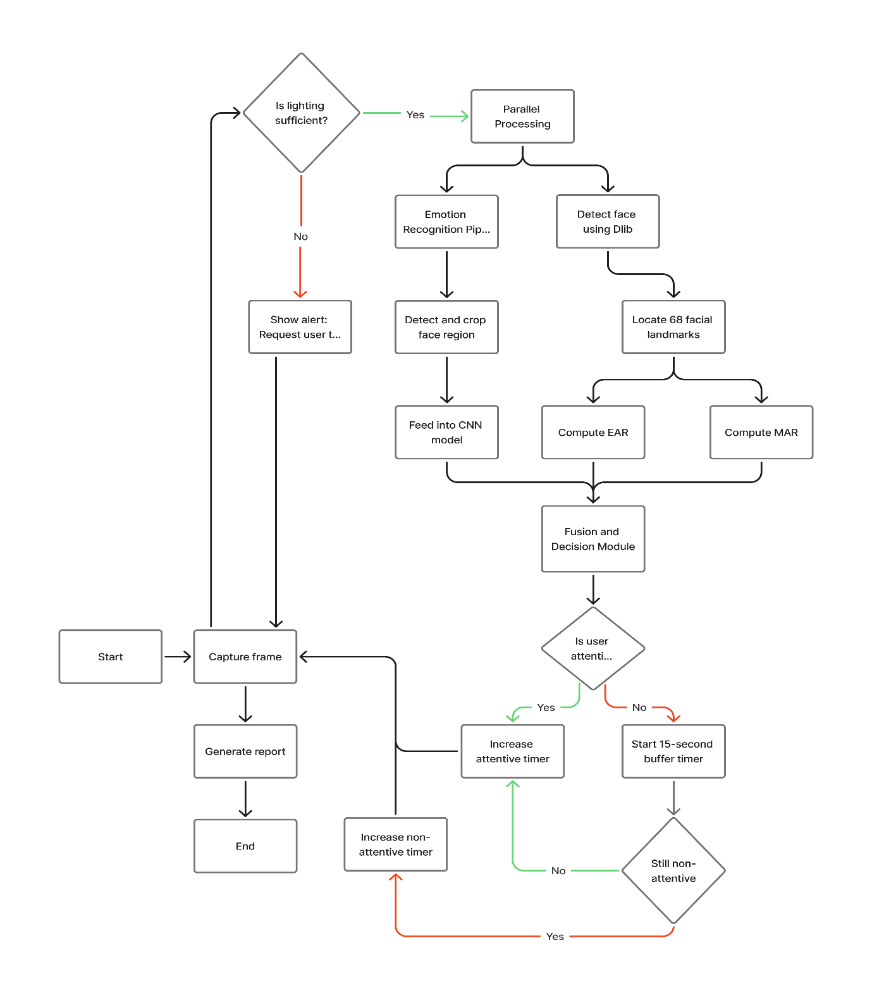 Is lighting
sufficient?
Yes
Parallel
Processing
No
Emotion
Recognition Pip...
Detect face
using Dlib
Show alert:
Request user t...
Detect and crop
face region
Locate 68 facial
landmarks
Feed into CNN
model
Compute EAR
Compute MAR
Fusion and
Decision Module
Start
Capture frame
Is user
attenti...
Yes
No
Generate report
Increase
attentive timer
Start 15-second
buffer timer
End
Increase non-
attentive timer
No
Still non-
attentive
Yes